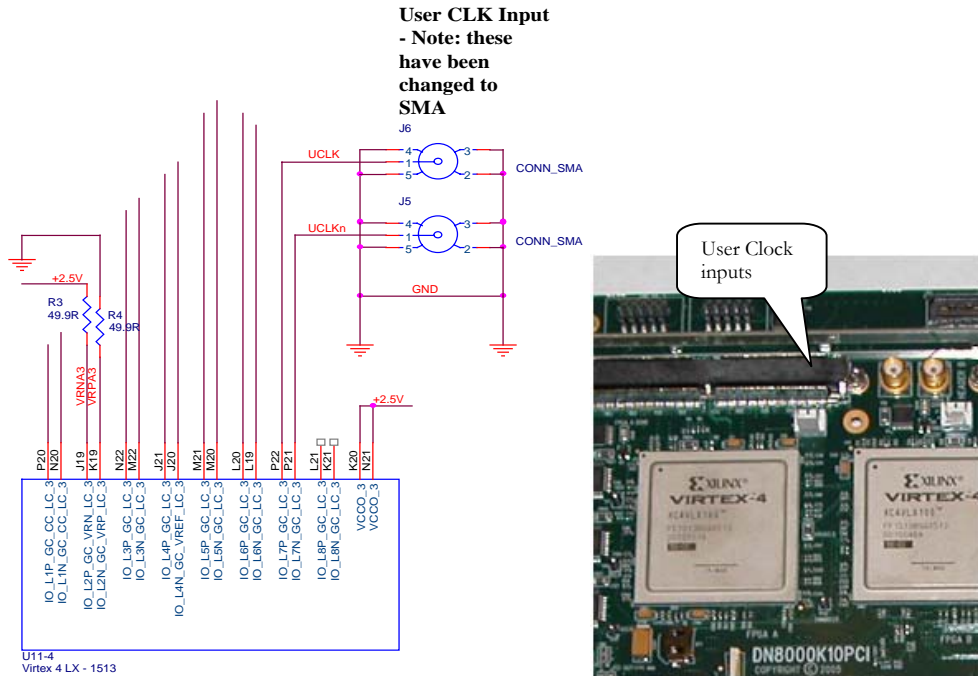 User CLK Input
- Note: these
have been
changed to
SMA
J6
UCLK
4
1
5
3
2
CONN_SMA
J5
UCLKn
4
1
5
3
2
CONN_SMA
GND
+2.5V
R3
49.9R
R4
49.9R
VRNA3
VRPA3
+2.5V
P20
N20
J19
K19
N22
M22
J21
J20
M21
M20
L20
L19
P22
P21
L21
K21
K20
N21
IO_L1P_GC_CC_LC_3
IO_L1N_GC_CC_LC_3
IO_L2P_GC_VRN_LC_3
IO_L2N_GC_VRP_LC_3
IO_L3P_GC_LC_3
IO_L3N_GC_LC_3
IO_L4P_GC_LC_3
IO_L4N_GC_VREF_LC_3
IO_L5P_GC_LC_3
IO_L5N_GC_LC_3
IO_L6P_GC_LC_3
IO_L6N_GC_LC_3
IO_L7P_GC_LC_3
IO_L7N_GC_LC_3
IO_L8P_GC_LC_3
IO_L8N_GC_LC_3
VCCO_3
VCCO_3
U11-4
Virtex 4 LX - 1513
User Clock
inputs
XILINX
VIRTEX-4
XILINX
VIRTEX-4
FPGA A
FPGA B
DN8000K10PCI
COPYRIGHT © 2005